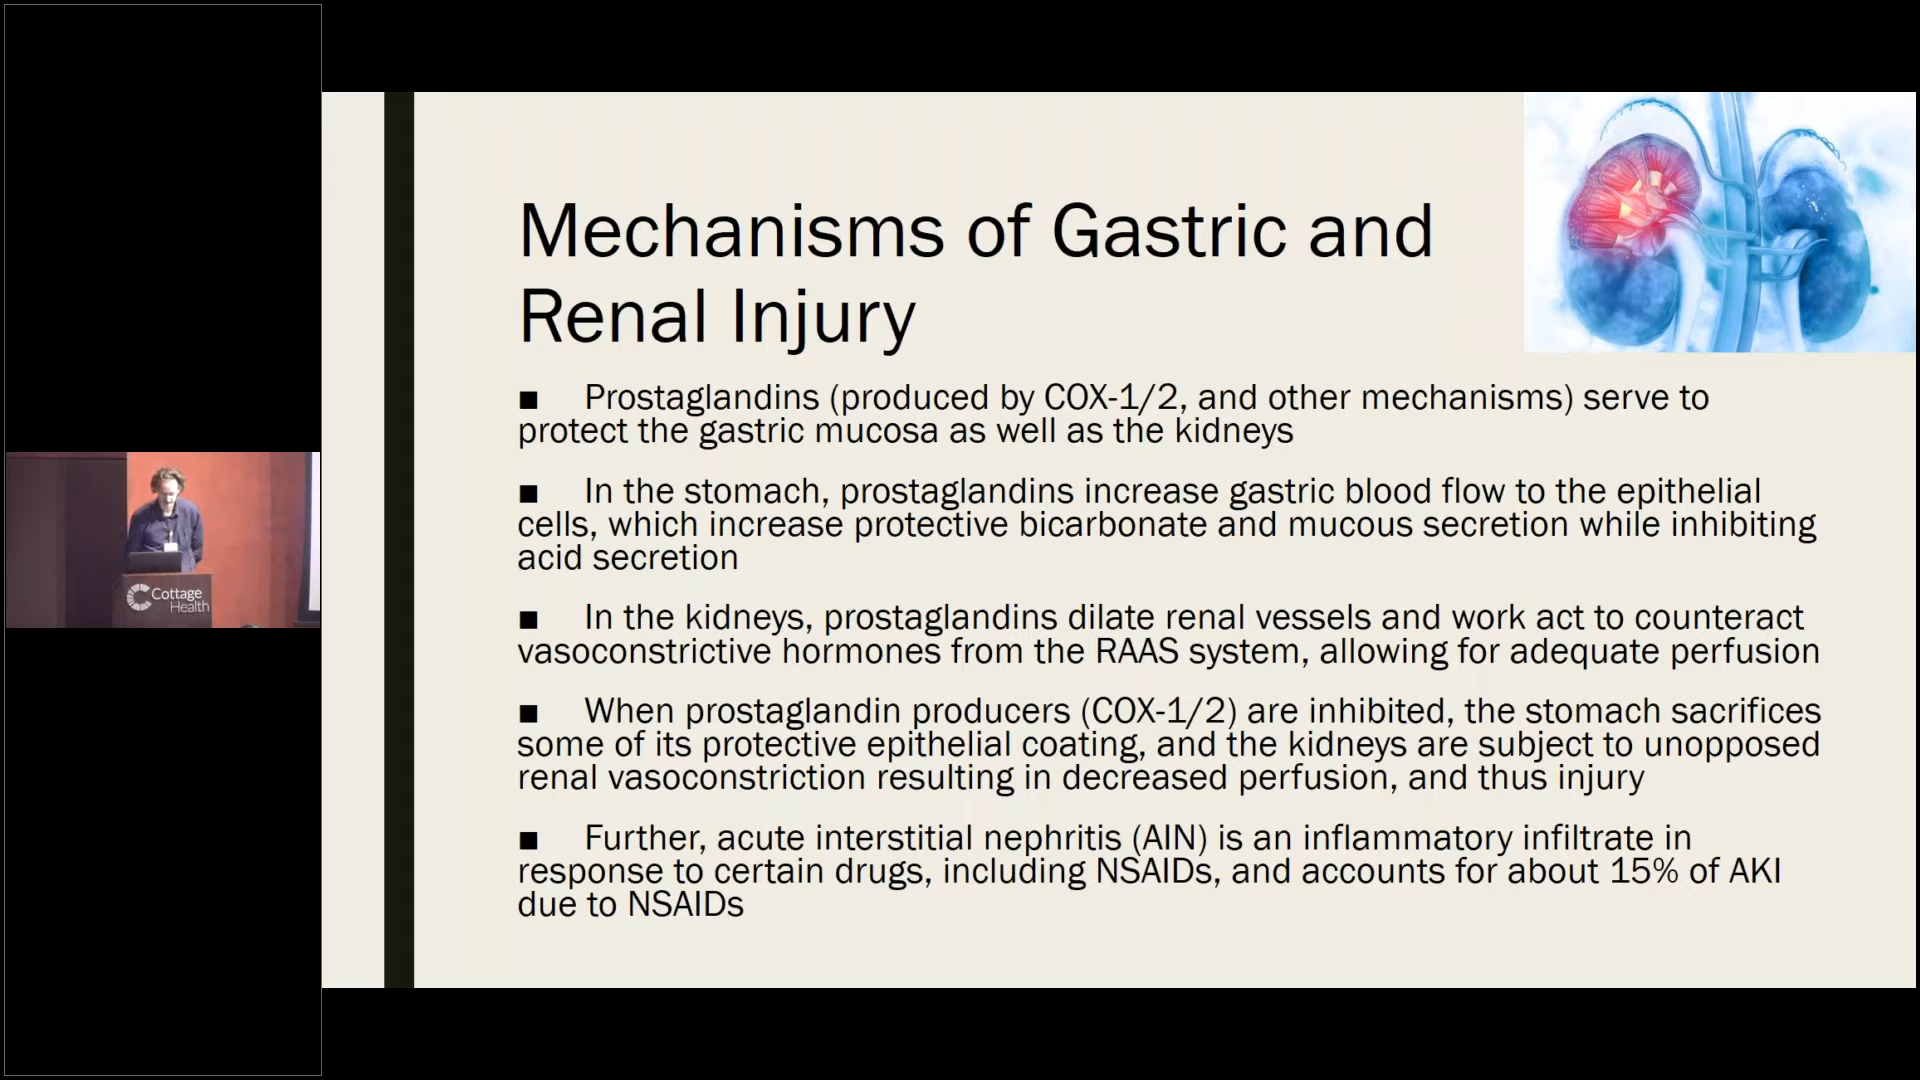 Mechanisms of Gastric and
Renal Injury
■ Prostaglandins (produced by COX-1/2, and other mechanisms) serve to
protect the gastric mucosa as well as the kidneys
■ In the stomach, prostaglandins increase gastric blood flow to the epithelial
cells, which increase protective bicarbonate and mucous secretion while inhibiting
acid secretion
■ In the kidneys, prostaglandins dilate renal vessels and work act to counteract
vasoconstrictive hormones from the RAAS system, allowing for adequate perfusion
■ When prostaglandin producers (COX-1/2) are inhibited, the stomach sacrifices
some of its protective epithelial coating, and the kidneys are subject to unopposed
renal vasoconstriction resulting in decreased perfusion, and thus injury
■ Further, acute interstitial nephritis (AIN) is an inflammatory infiltrate in
response to certain drugs, including NSAIDs, and accounts for about 15% of AKI
due to NSAIDs
Cottage
Health